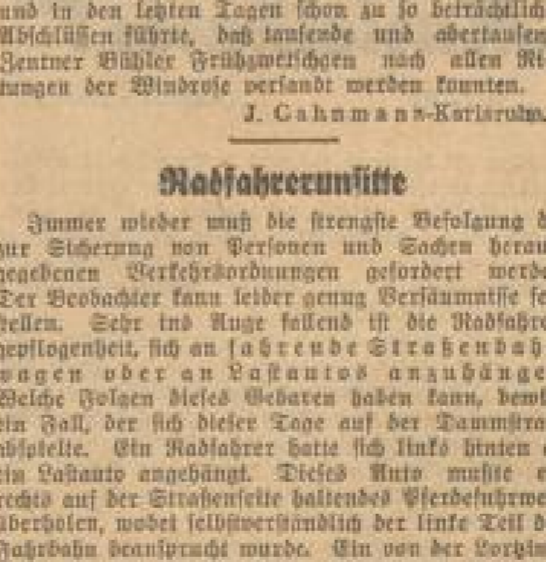 und in den letzten Tagen schon zu so beträchtlich
Abschlüssen führte, daß tausende und abertausen
Zentner Bühler Frühzwetschgen nach allen Ri
tungen der Windrose versandt werden konnten.
J. Gahnmann-Karlsruhe.
Radfahrerunsitte
Immer wieder muß die strengste Befolgung d
zur Sicherung von Personen und Sachen herau
gegebenen Verkehrsordnungen gefordert werde
Der Beobachter kann leider genug Versäumnisse fe
stellen. Sehr ins Auge fallend ist die Radfahre
gepflogenheit, sich an fahrende Straßenbah
wagen oder an Lastautos anzuhänge
Welche Folgen dieses Gebaren haben kann, bewi
ein Fall, der sich dieser Tage auf der Dammstra
abspielte. Ein Radfahrer hatte sich links hinten a
ein Lastauto angehängt. Dieses Auto mußte e
rechts auf der Straßenseite haltendes Pferdefuhrwe
überholen, wobei selbstverständlich der linke Teil d
Fahrbahn beansprucht wurde. Ein von der Lortzin